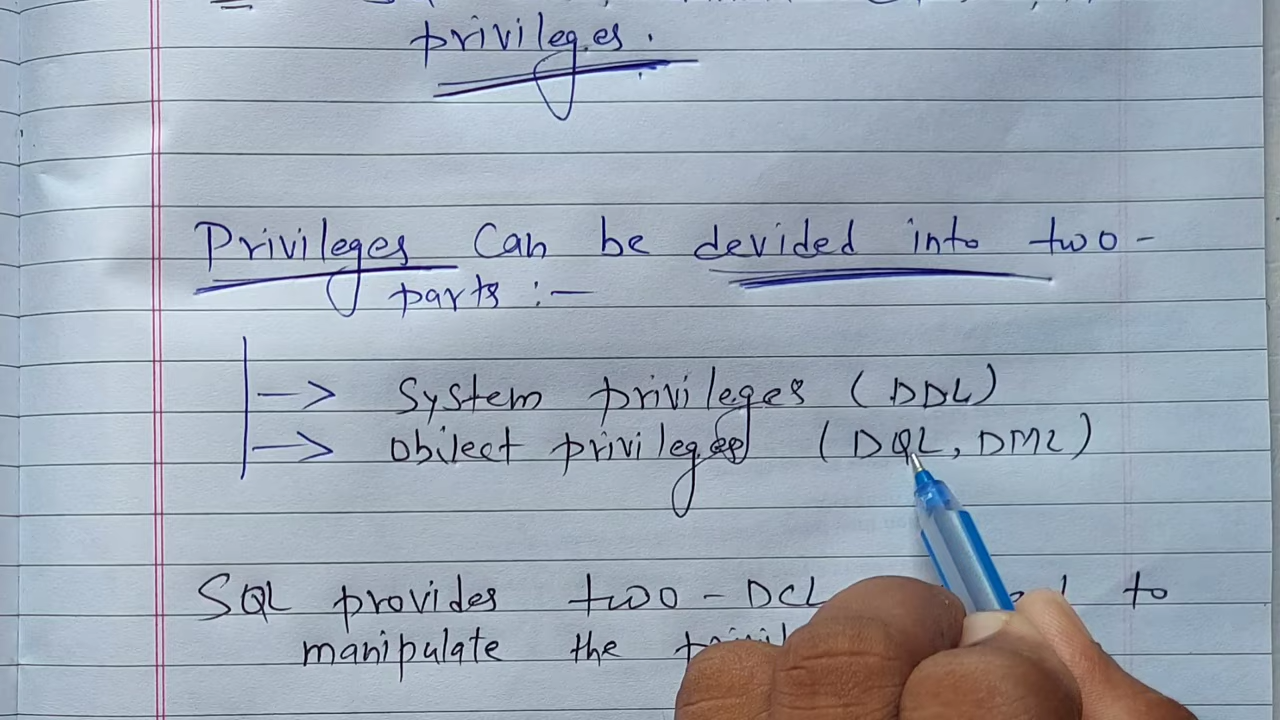 privileges.
Privileges Can be devided into two-
parts :-
System privileges (DDL)
Object privileges (DQL, DML)
SQL provides two - DCL to
manipulate the